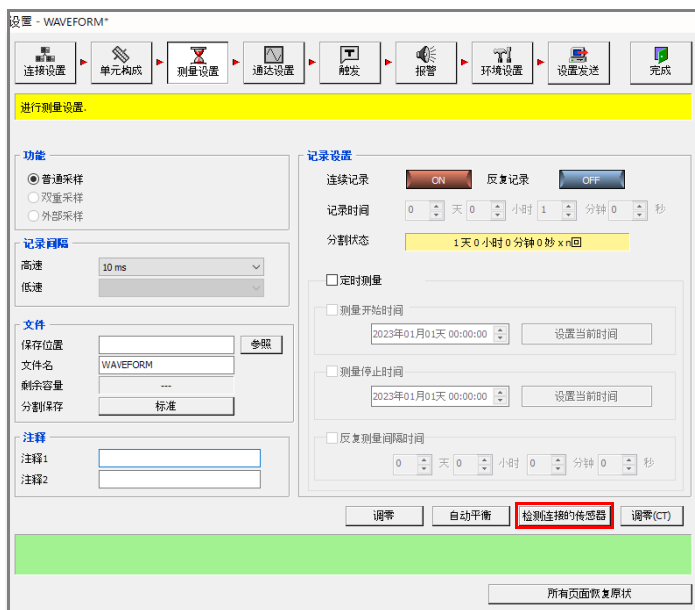 设置 - WAVEFORM*
连接设置 单元构成 测量设置 通达设置 触发 报警 环境设置 设置发送 完成
进行测量设置.
功能
普通采样
双重采样
外部采样
记录间隔
高速 10 ms
低速
文件
保存位置 参照
文件名 WAVEFORM
剩余容量 ---
分割保存 标准
注释
注释1
注释2
记录设置
连续记录 ON 反复记录 OFF
记录时间 0 天 0 小时 1 分钟 0 秒
分割状态 1天0小时0分钟0妙 x n回
定时测量
测量开始时间
2023年01月01天 00:00:00 设置当前时间
测量停止时间
2023年01月01天 00:00:00 设置当前时间
反复测量间隔时间
0 天 0 小时 0 分钟 0 秒
调零 自动平衡 检测连接的传感器 调零(CT)
所有页面恢复原状